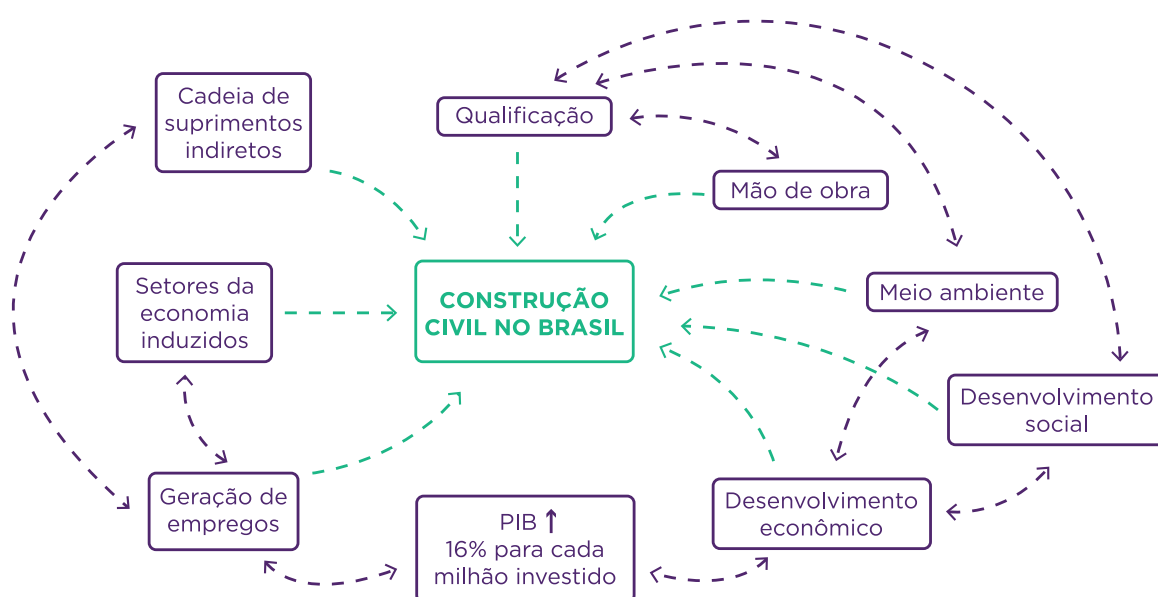 Cadeia de
suprimentos
indiretos
Qualificação
Mão de obra
Setores da
economia
induzidos
CONSTRUÇÃO
CIVIL NO BRASIL
Meio ambiente
Desenvolvimento
social
Geração de
empregos
PIB ↑
16% para cada
milhão investido
Desenvolvimento
econômico